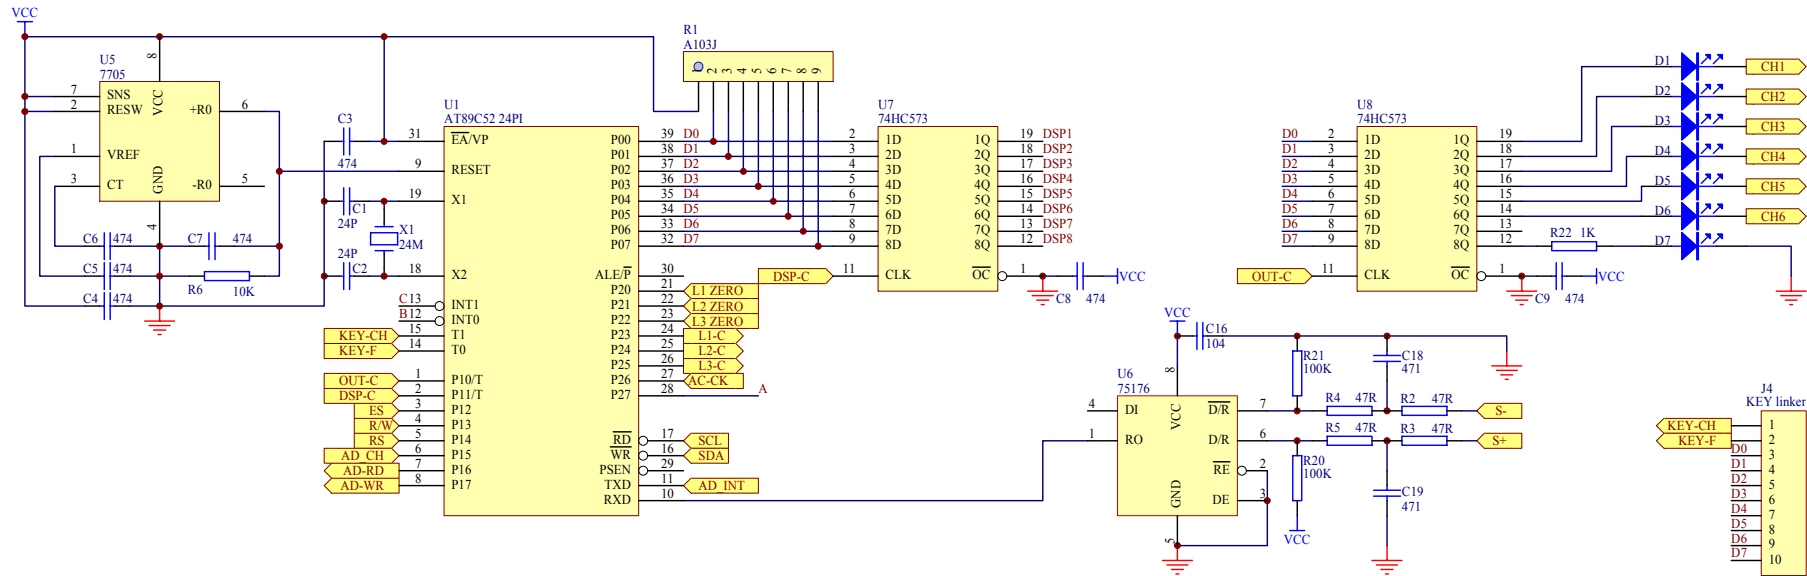 VCC
U5
7705
8
VCC
7 SNS
2 RESW
+R0 6
1 VREF
3 CT
GND
-R0 5
4
C6 474
C7 474
C5 474
R6 10K
C4 474
C3
474
C1
24P
X1
24M
24P
C2
U1
AT89C52 24PI
31 EA/VP
9 RESET
19 X1
18 X2
C 13 INT1
B 12 INT0
KEY-CH 15 T1
KEY-F 14 T0
OUT-C 1 P10/T
DSP-C 2 P11/T
ES 3 P12
R/W 4 P13
RS 5 P14
AD_CH 6 P15
AD-RD 7 P16
AD-WR 8 P17
P00 39 D0
P01 38 D1
P02 37 D2
P03 36 D3
P04 35 D4
P05 34 D5
P06 33 D6
P07 32 D7
ALE/P 30
P20 21 L1 ZERO
P21 22 L2 ZERO
P22 23 L3 ZERO
P23 24 L1-C
P24 25 L2-C
P25 26 L3-C
P26 27 AC-CK
P27 28 A
RD 17 SCL
WR 16 SDA
PSEN 29
TXD 11 AD_INT
RXD 10
R1
A103J
1 2 3 4 5 6 7 8 9
U7
74HC573
2 1D 1Q 19 DSP1
3 2D 2Q 18 DSP2
4 3D 3Q 17 DSP3
5 4D 4Q 16 DSP4
6 5D 5Q 15 DSP5
7 6D 6Q 14 DSP6
8 7D 7Q 13 DSP7
9 8D 8Q 12 DSP8
DSP-C 11 CLK OC 1
C8 474
VCC
U8
74HC573
D0 2 1D 1Q 19
D1 3 2D 2Q 18
D2 4 3D 3Q 17
D3 5 4D 4Q 16
D4 6 5D 5Q 15
D5 7 6D 6Q 14
D6 8 7D 7Q 13
D7 9 8D 8Q 12
OUT-C 11 CLK OC 1
C9 474
VCC
R22 1K
D1 CH1
D2 CH2
D3 CH3
D4 CH4
D5 CH5
D6 CH6
D7
VCC
C16
104
U6
75176
8
VCC
4 DI
1 RO
D/R 7
D/R 6
RE 2
DE 3
GND
5
R21
100K
C18
471
R4 47R
R2 47R
S-
R5 47R
R3 47R
S+
R20
100K
VCC
C19
471
J4
KEY linker
KEY-CH 1
KEY-F 2
D0 3
D1 4
D2 5
D3 6
D4 7
D5 8
D6 9
D7 10